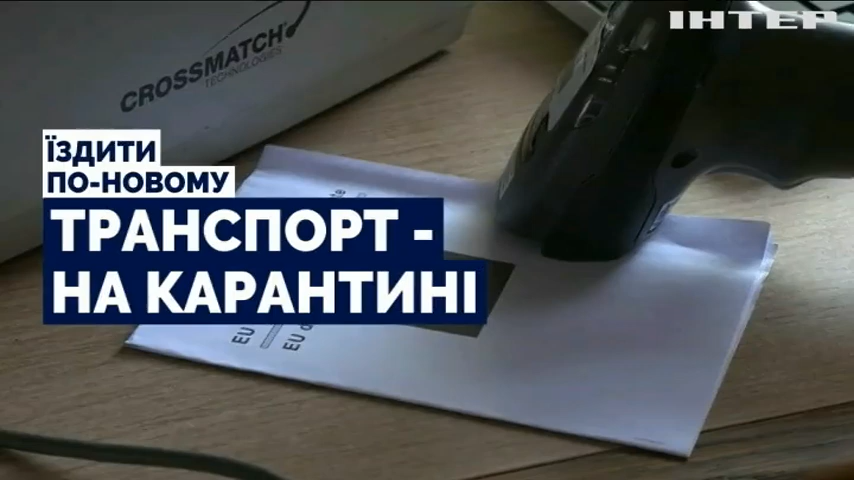 ІНТЕР
CROSSMATCH
TECHNOLOGIES
ЇЗДИТИ
ПО-НОВОМУ
ТРАНСПОРТ -
НА КАРАНТИНІ
EU
EU d